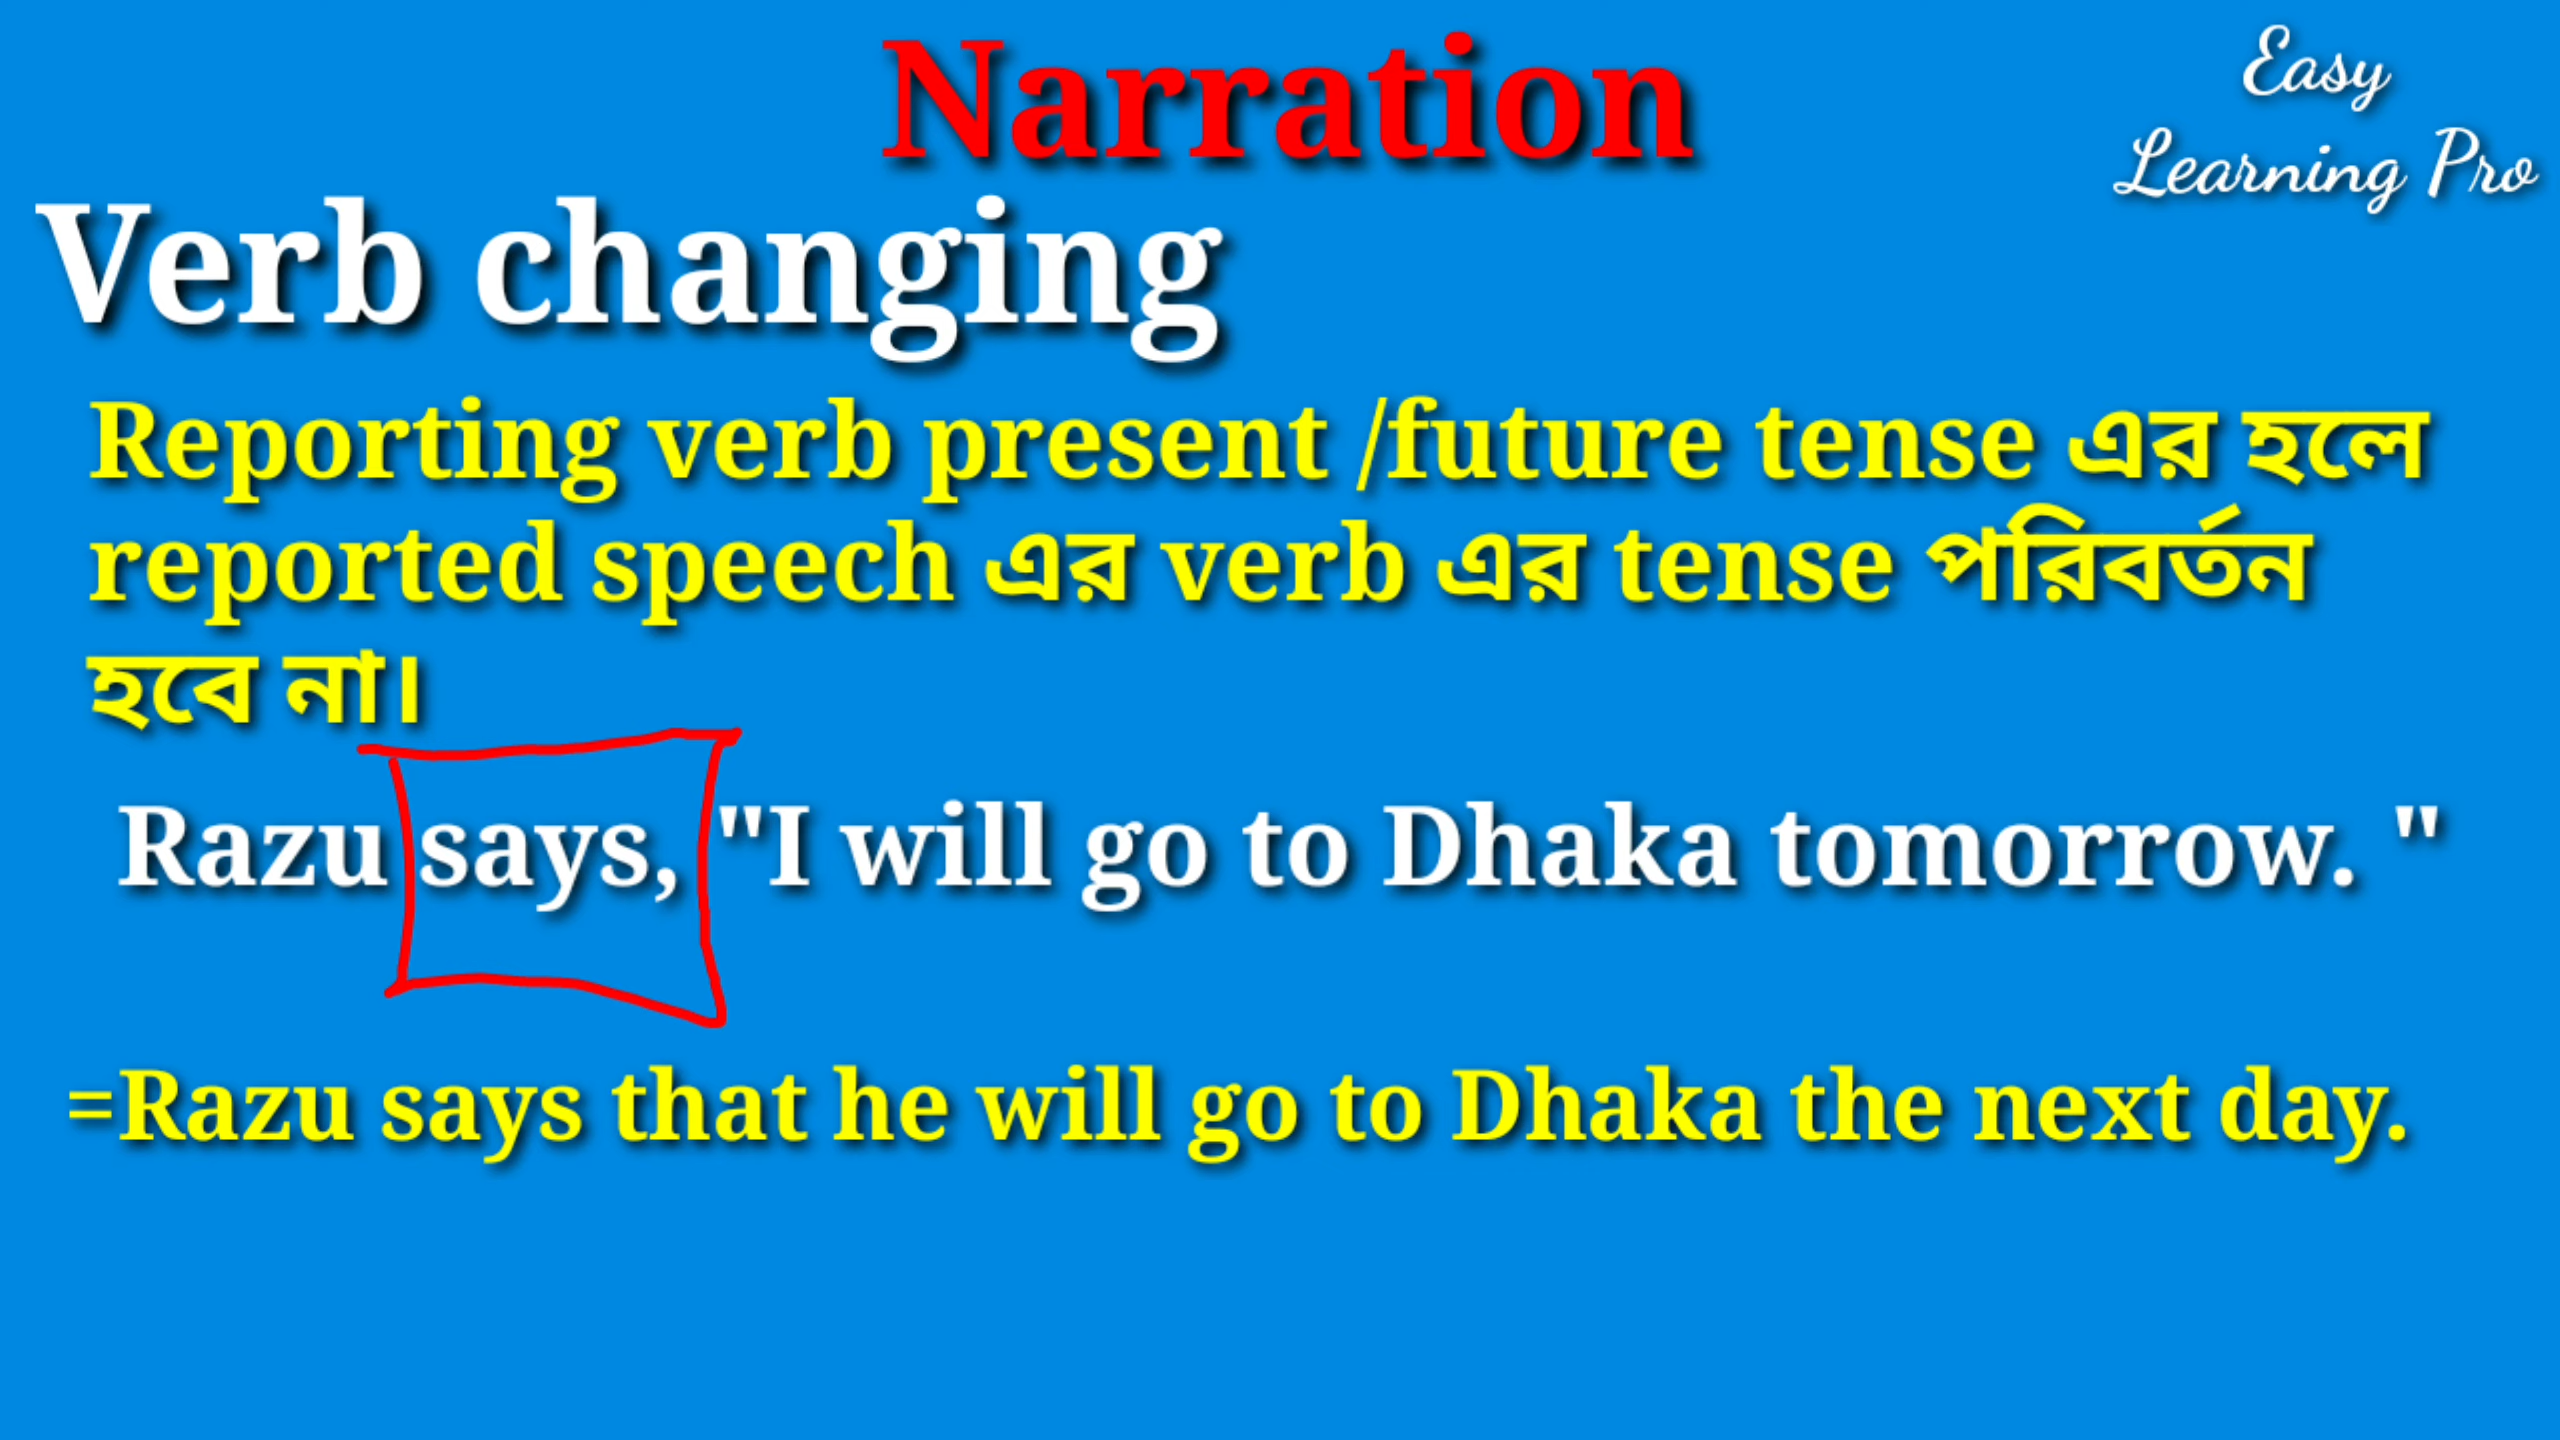 Narration
Easy
Learning Pro
Verb changing
Reporting verb present /future tense এর হলে
reported speech এর verb এর tense পরিবর্তন
হবে না।
Razu says, "I will go to Dhaka tomorrow. "
=Razu says that he will go to Dhaka the next day.